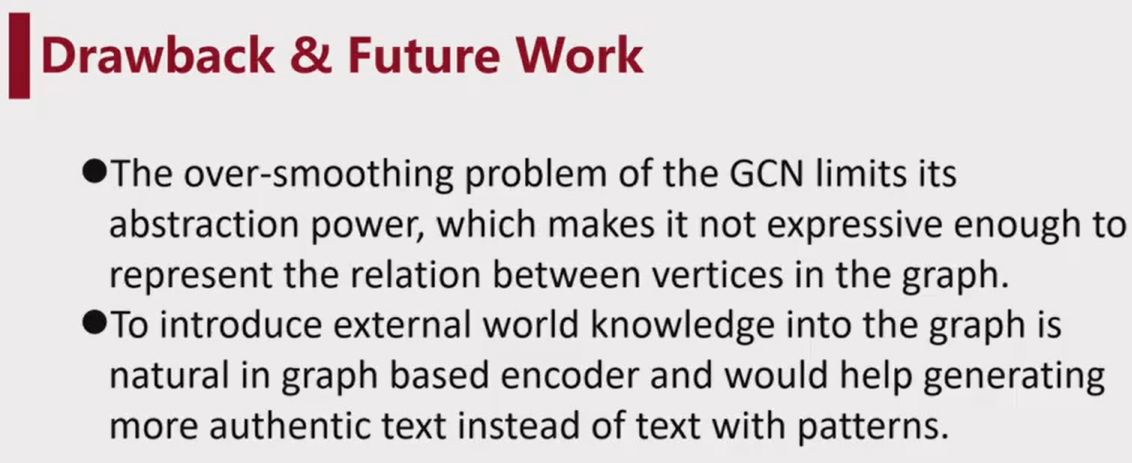 Drawback & Future Work
●The over-smoothing problem of the GCN limits its
abstraction power, which makes it not expressive enough to
represent the relation between vertices in the graph.
●To introduce external world knowledge into the graph is
natural in graph based encoder and would help generating
more authentic text instead of text with patterns.